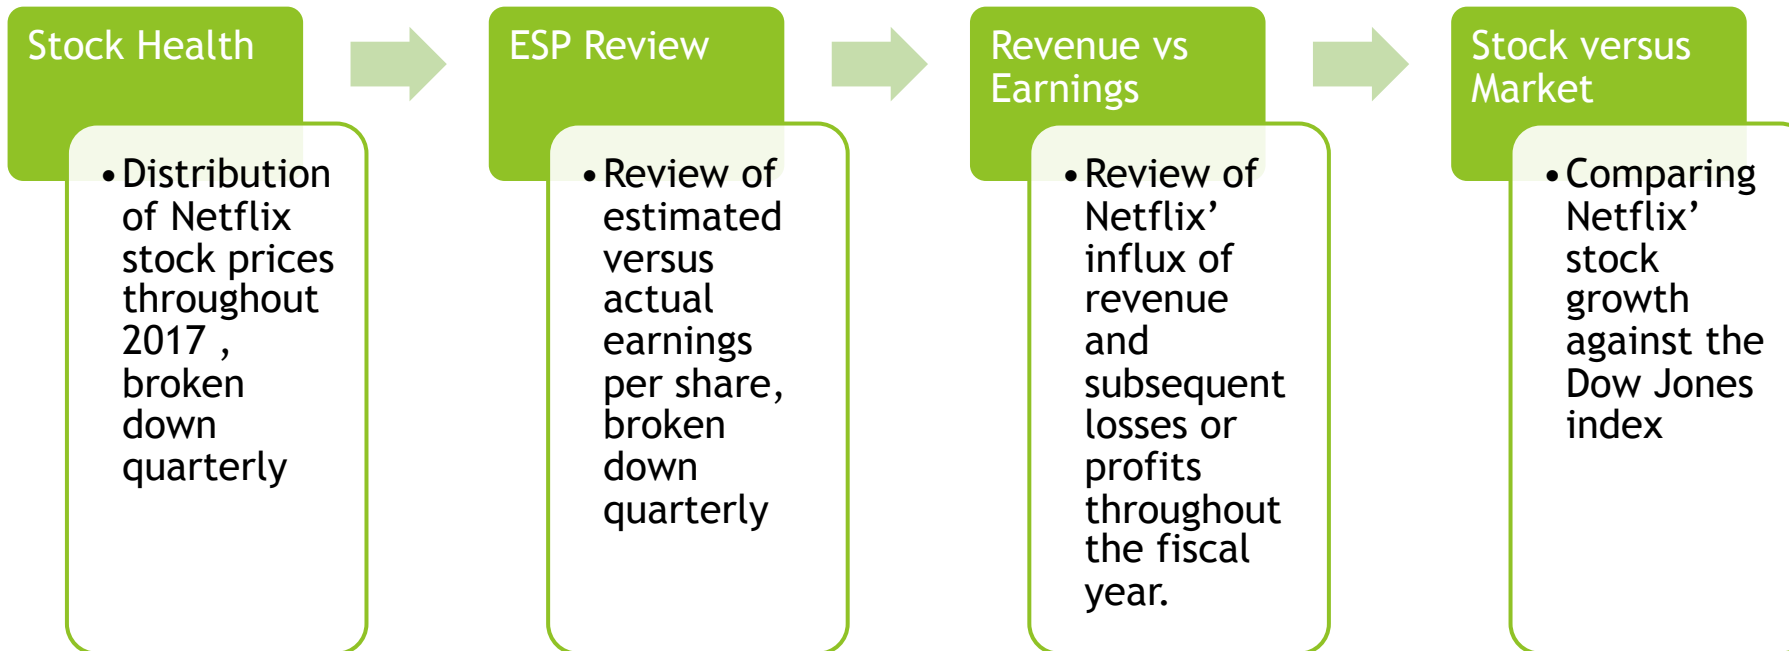 Stock Health
•Distribution
of Netflix
stock prices
throughout
2017 ,
broken
down
quarterly
ESP Review
•Review of
estimated
versus
actual
earnings
per share,
broken
down
quarterly
Revenue vs
Earnings
•Review of
Netflix’
influx of
revenue
and
subsequent
losses or
profits
throughout
the fiscal
year.
Stock versus
Market
•Comparing
Netflix’
stock
growth
against the
Dow Jones
index